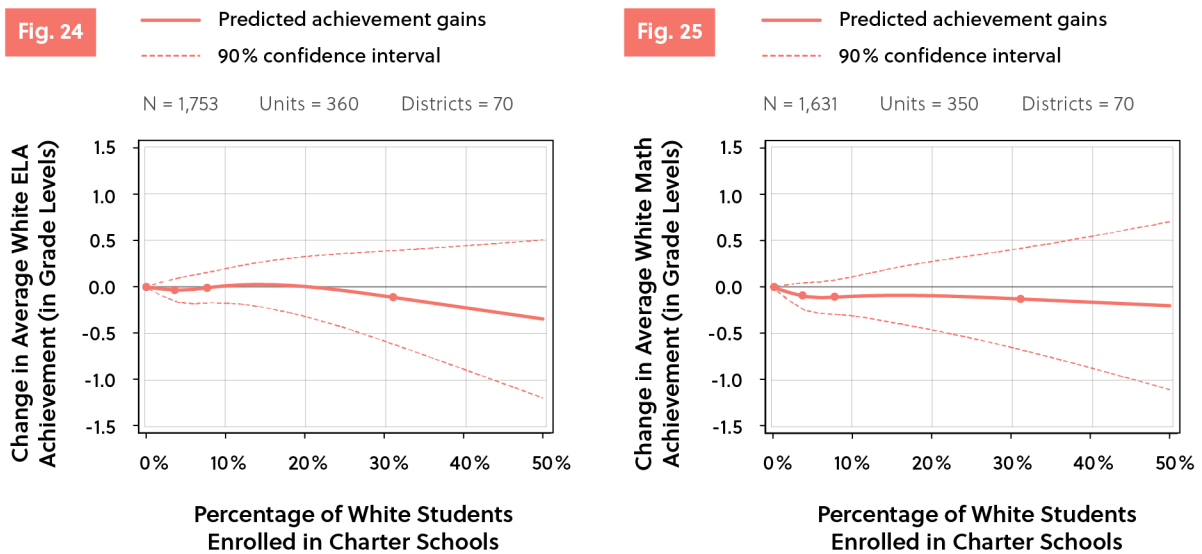 Fig. 24
Predicted achievement gains
90% confidence interval
N = 1,753 Units = 360 Districts = 70
Change in Average White ELA
Achievement (in Grade Levels)
1.5
1.0
0.5
0.0
-0.5
-1.0
-1.5
0% 10% 20% 30% 40% 50%
Percentage of White Students
Enrolled in Charter Schools
Fig. 25
Predicted achievement gains
90% confidence interval
N = 1,631 Units = 350 Districts = 70
Change in Average White Math
Achievement (in Grade Levels)
1.5
1.0
0.5
0.0
-0.5
-1.0
-1.5
0% 10% 20% 30% 40% 50%
Percentage of White Students
Enrolled in Charter Schools